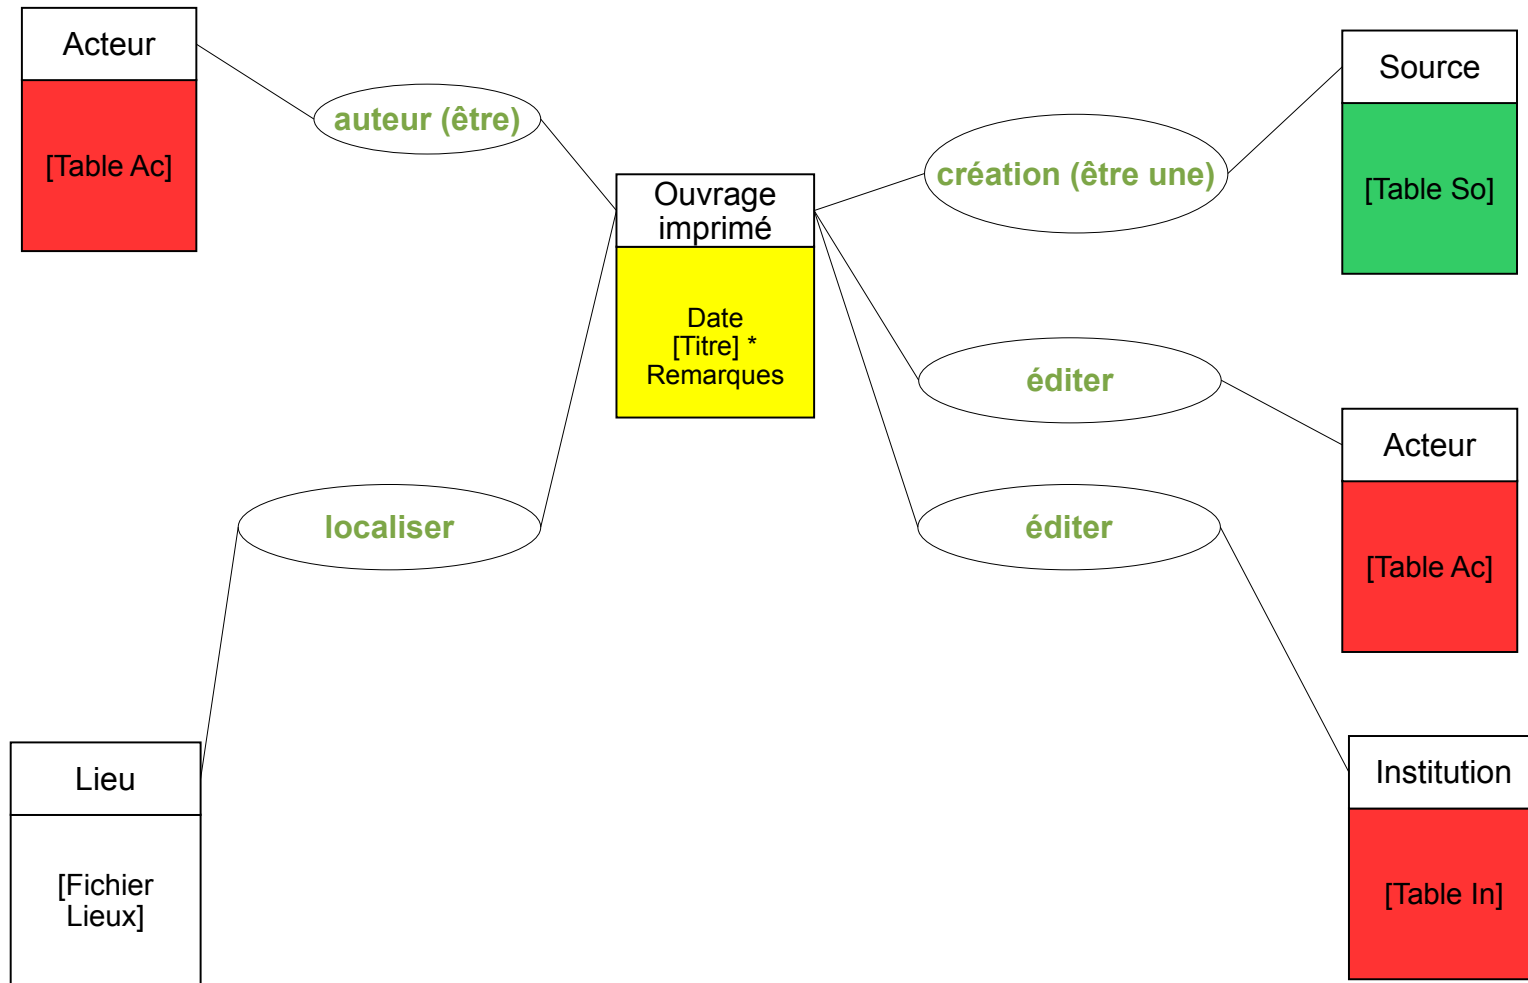 Acteur
[Table Ac]
auteur (être)
Ouvrage
imprimé
Date
[Titre] *
Remarques
création (être une)
Source
[Table So]
éditer
Acteur
[Table Ac]
localiser
éditer
Lieu
[Fichier
Lieux]
Institution
[Table In]